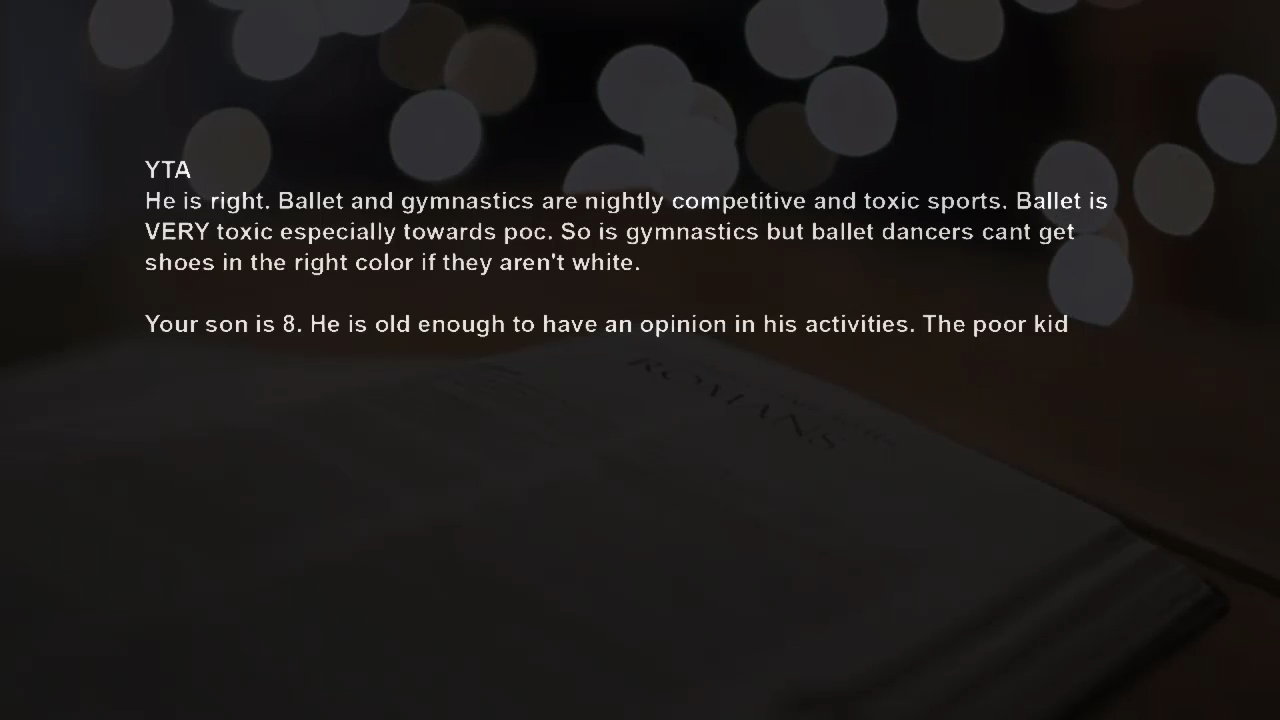 YTA
He is right. Ballet and gymnastics are nightly competitive and toxic sports. Ballet is
VERY toxic especially towards poc. So is gymnastics but ballet dancers cant get
shoes in the right color if they aren't white.
Your son is 8. He is old enough to have an opinion in his activities. The poor kid
ROMANS